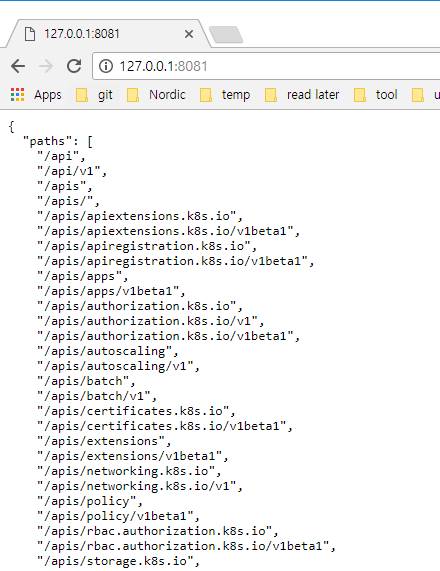 127.0.0.1:8081
127.0.0.1:8081
Apps git Nordic temp read later tool u
{
"paths": [
"/api",
"/api/v1",
"/apis",
"/apis/",
"/apis/apiextensions.k8s.io",
"/apis/apiextensions.k8s.io/v1beta1",
"/apis/apiregistration.k8s.io",
"/apis/apiregistration.k8s.io/v1beta1",
"/apis/apps",
"/apis/apps/v1beta1",
"/apis/authorization.k8s.io",
"/apis/authorization.k8s.io/v1",
"/apis/authorization.k8s.io/v1beta1",
"/apis/autoscaling",
"/apis/autoscaling/v1",
"/apis/batch",
"/apis/batch/v1",
"/apis/certificates.k8s.io",
"/apis/certificates.k8s.io/v1beta1",
"/apis/extensions",
"/apis/extensions/v1beta1",
"/apis/networking.k8s.io",
"/apis/networking.k8s.io/v1",
"/apis/policy",
"/apis/policy/v1beta1",
"/apis/rbac.authorization.k8s.io",
"/apis/rbac.authorization.k8s.io/v1beta1",
"/apis/storage.k8s.io",